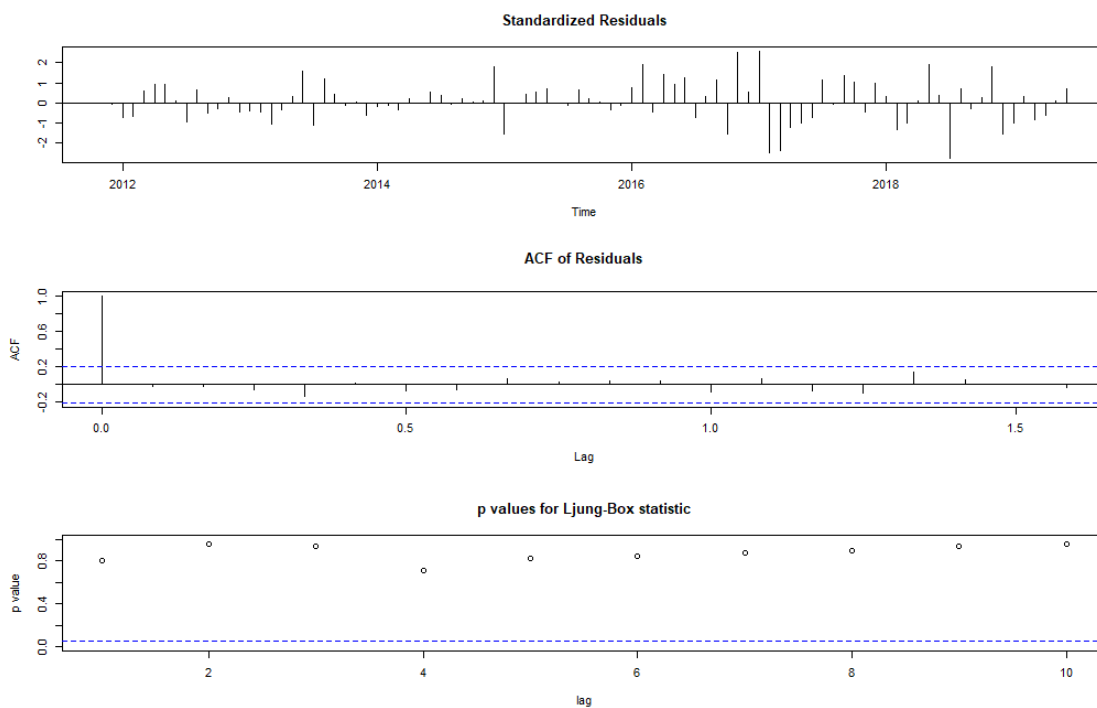 Standardized Residuals
2
1
0
-1
-2
2012 2014 2016 2018
Time
ACF of Residuals
ACF
1.0
0.6
0.2
-0.2
0.0 0.5 1.0 1.5
Lag
p values for Ljung-Box statistic
p value
0.8
0.4
0.0
2 4 6 8 10
lag